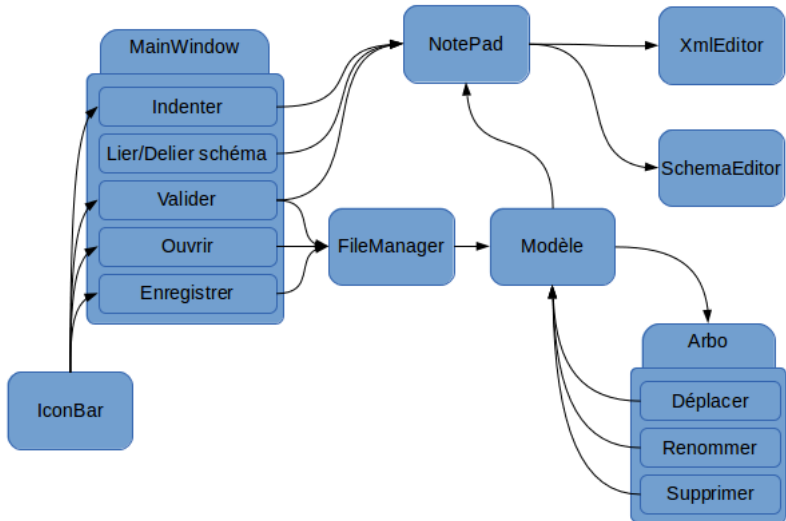 MainWindow
Indenter
Lier/Delier schéma
Valider
Ouvrir
Enregistrer
IconBar
NotePad
XmlEditor
SchemaEditor
FileManager
Modèle
Arbo
Déplacer
Renommer
Supprimer